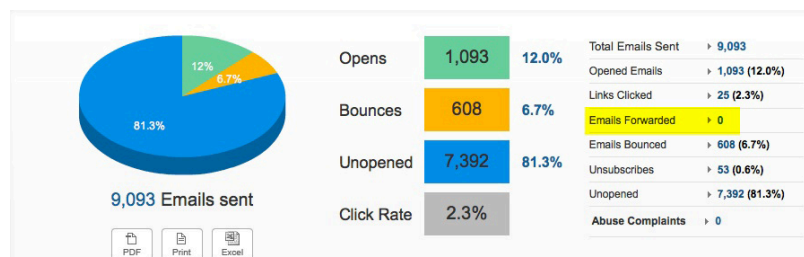 12%
6.7%
81.3%
9,093 Emails sent
PDF
Print
Excel
Opens 1,093 12.0%
Bounces 608 6.7%
Unopened 7,392 81.3%
Click Rate 2.3%
Total Emails Sent 9,093
Opened Emails 1,093 (12.0%)
Links Clicked 25 (2.3%)
Emails Forwarded 0
Emails Bounced 608 (6.7%)
Unsubscribes 53 (0.6%)
Unopened 7,392 (81.3%)
Abuse Complaints 0